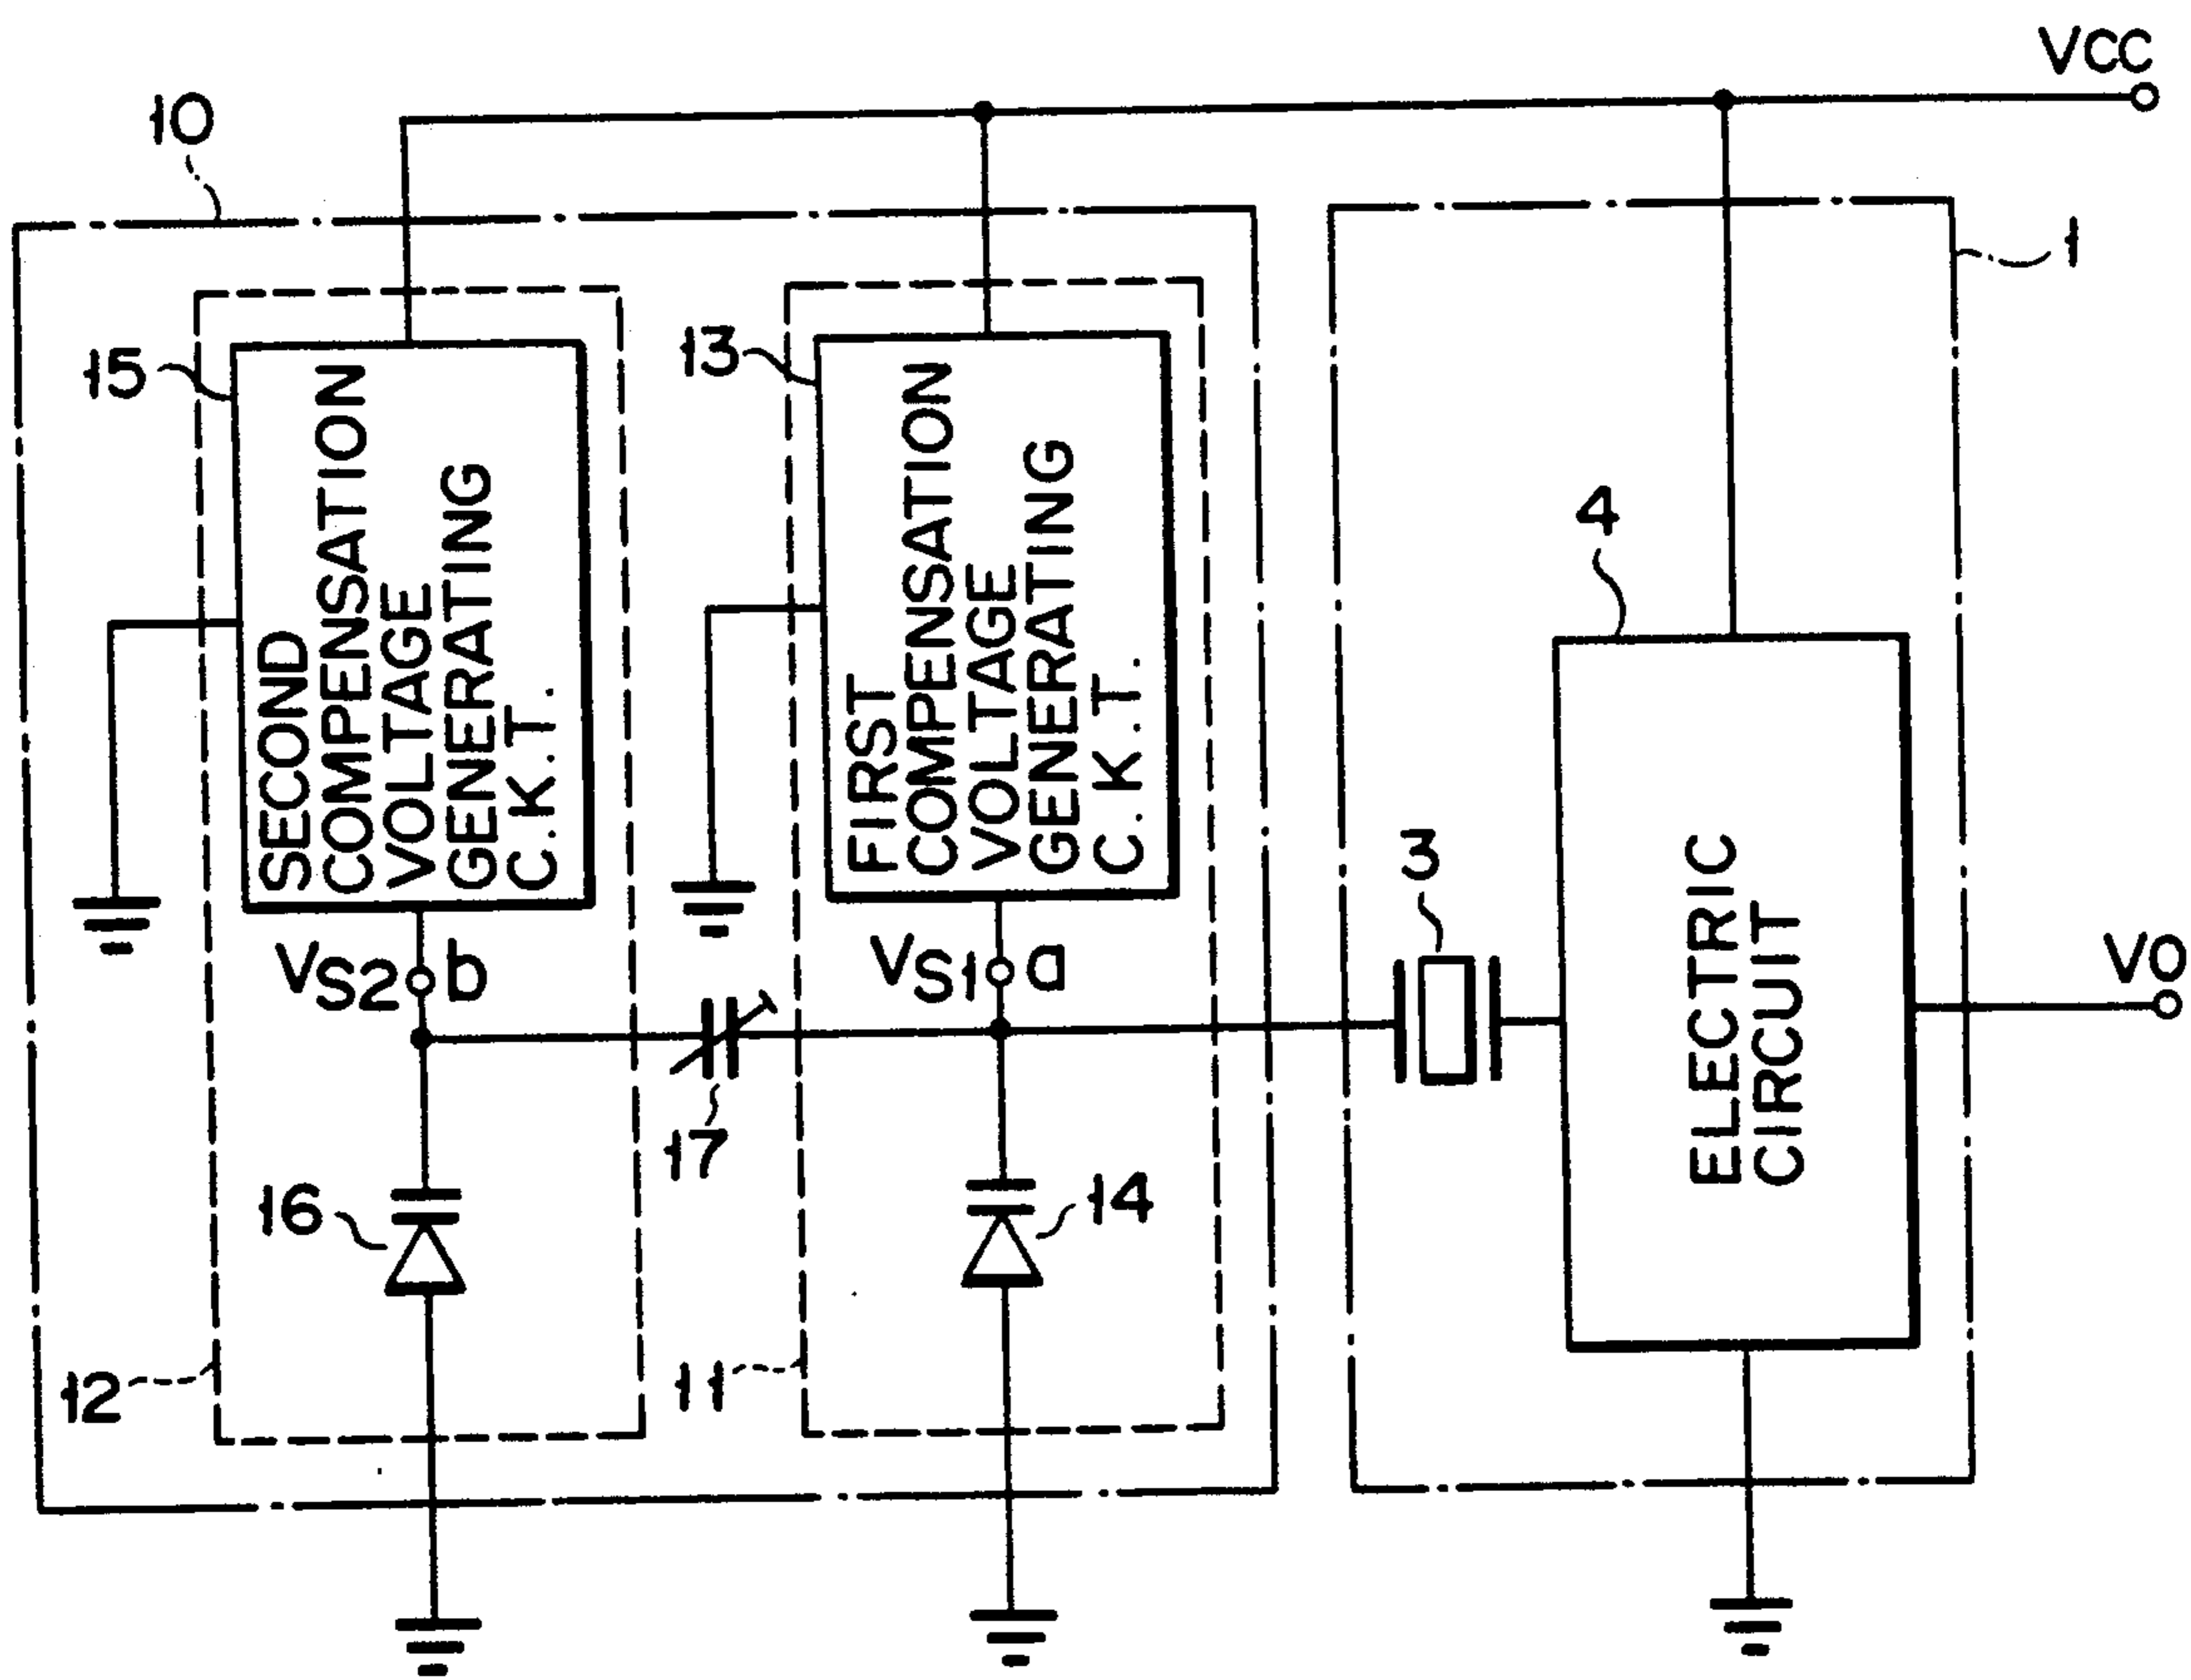 VCC
10
1
15
13
SECOND
COMPENSATION
VOLTAGE
GENERATING
C.K.T.
FIRST
COMPENSATION
VOLTAGE
GENERATING
C.K.T.
4
3
ELECTRIC
CIRCUIT
VS2
b
VS1
a
VO
17
16
14
12
11